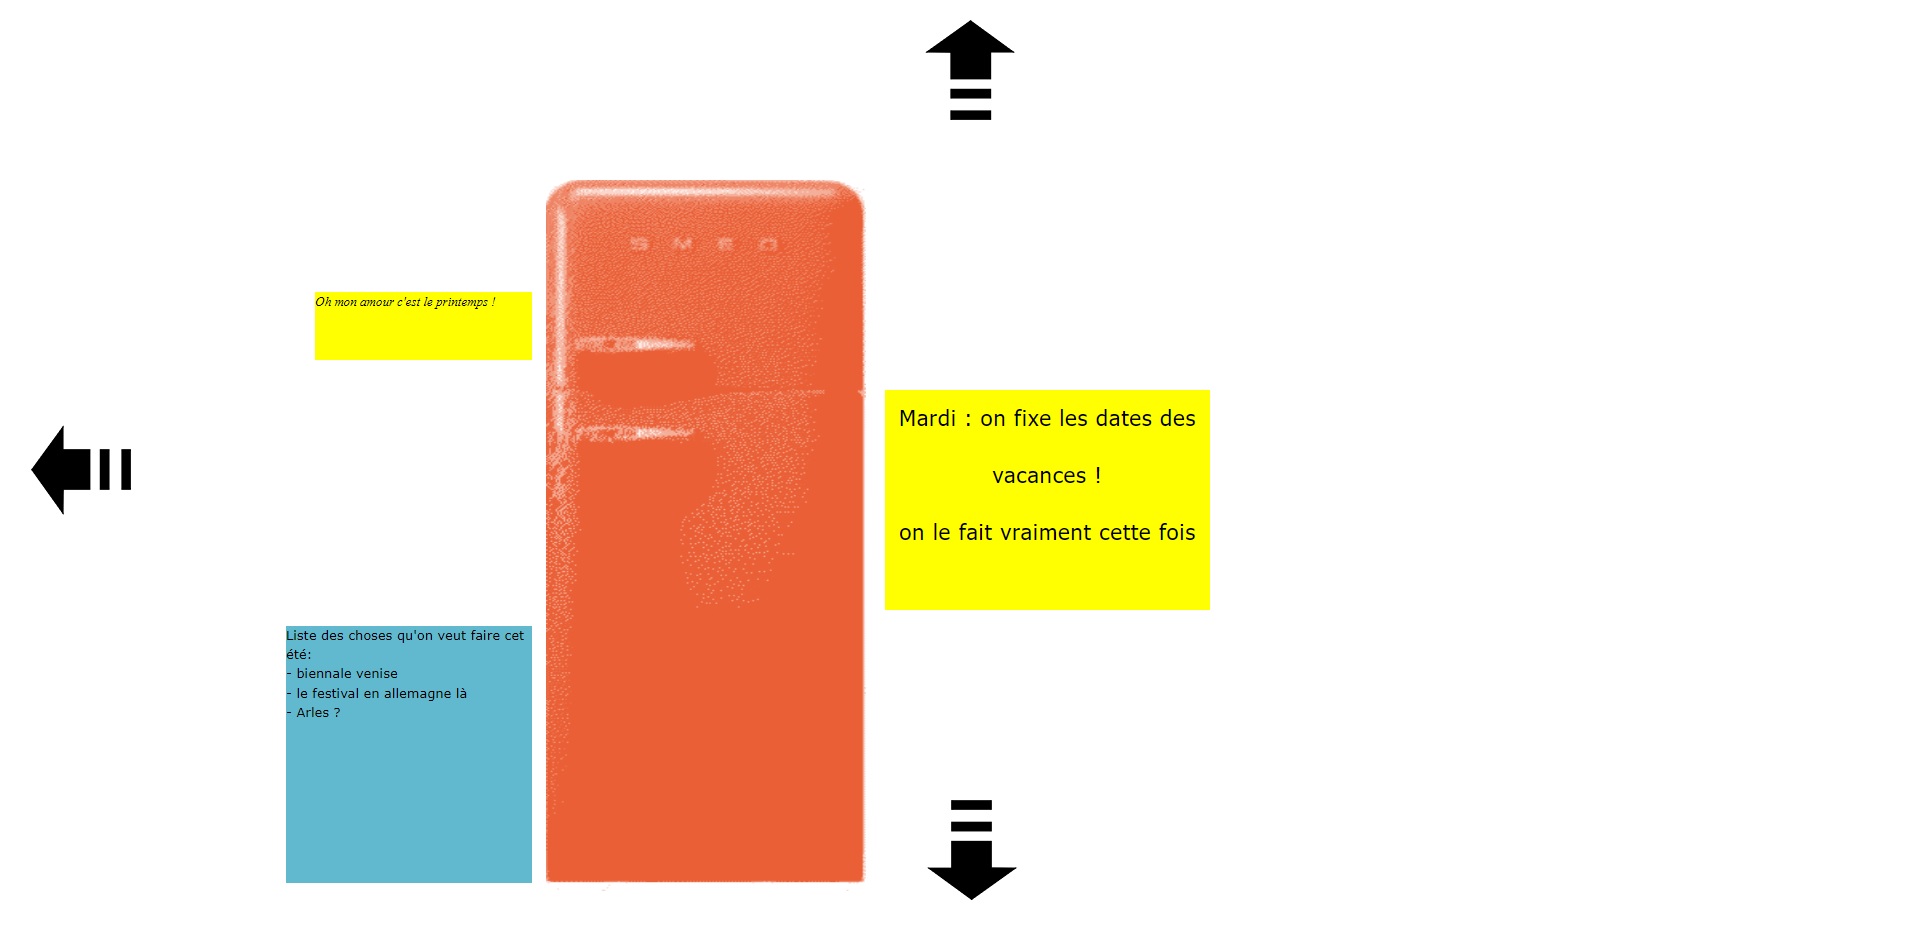 SMEG
Oh mon amour c'est le printemps !
Mardi : on fixe les dates des
vacances !
on le fait vraiment cette fois
Liste des choses qu'on veut faire cet
été:
- biennale venise
- le festival en allemagne là
- Arles ?